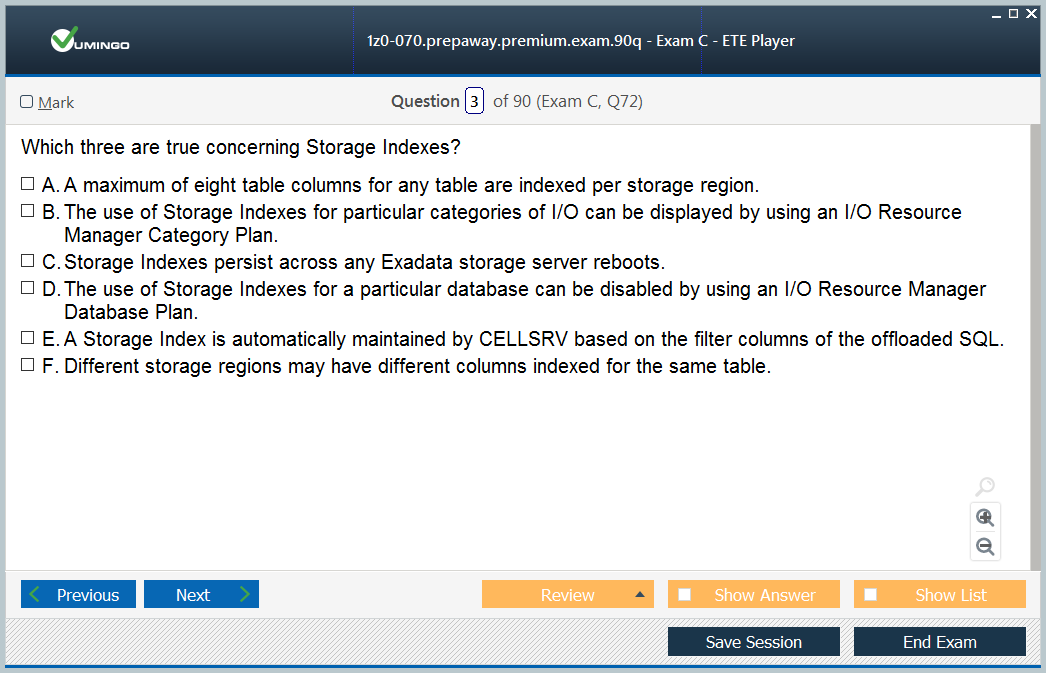 VUMINGO
1z0-070.prepaway.premium.exam.90q - Exam C - ETE Player
Mark
Question 3 of 90 (Exam C, Q72)
Which three are true concerning Storage Indexes?
A. A maximum of eight table columns for any table are indexed per storage region.
B. The use of Storage Indexes for particular categories of I/O can be displayed by using an I/O Resource
Manager Category Plan.
C. Storage Indexes persist across any Exadata storage server reboots.
D. The use of Storage Indexes for a particular database can be disabled by using an I/O Resource Manager
Database Plan.
E. A Storage Index is automatically maintained by CELLSRV based on the filter columns of the offloaded SQL.
F. Different storage regions may have different columns indexed for the same table.
Previous
Next
Review
Show Answer
Show List
Save Session
End Exam